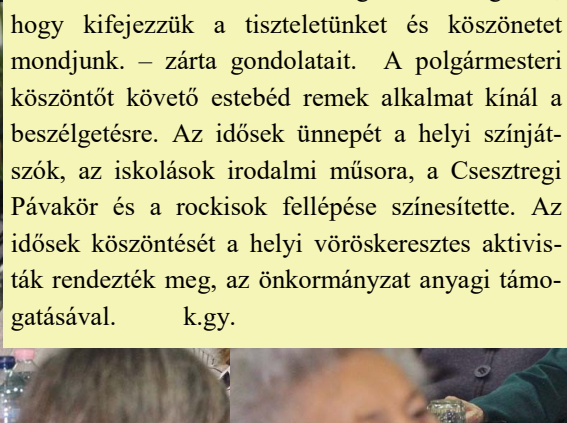 hogy kifejezzük a tiszteletünket és köszönetet
mondjunk. – zárta gondolatait. A polgármesteri
köszöntőt követő estebéd remek alkalmat kínál a
beszélgetésre. Az idősek ünnepét a helyi színját-
szók, az iskolások irodalmi műsora, a Csesztregi
Pávakör és a rockisok fellépése színesítette. Az
idősek köszöntését a helyi vöröskeresztes aktivis-
ták rendezték meg, az önkormányzat anyagi támo-
gatásával. k.gy.